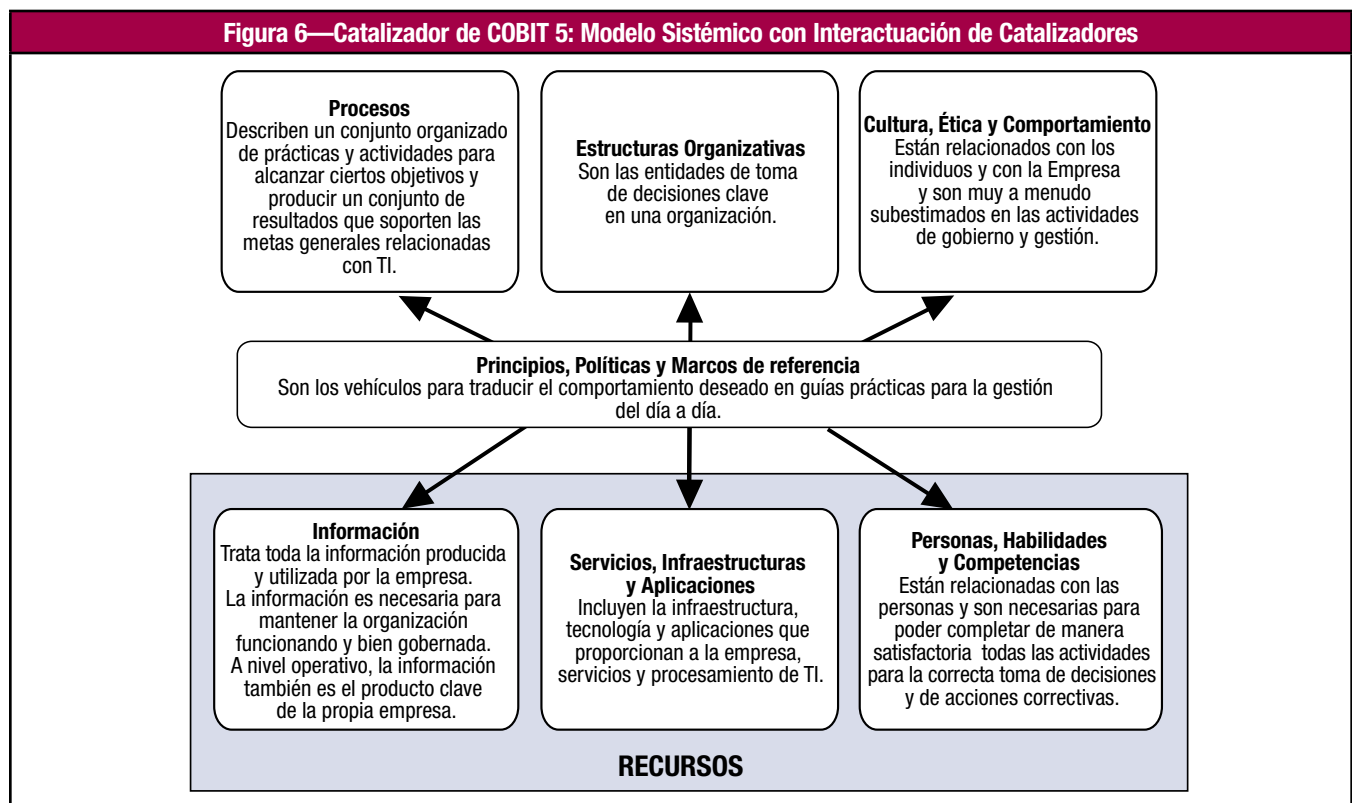 Figura 6—Catalizador de COBIT 5: Modelo Sistémico con Interactuación de Catalizadores
Procesos
Describen un conjunto organizado
de prácticas y actividades para
alcanzar ciertos objetivos y
producir un conjunto de
resultados que soporten las
metas generales relacionadas
con TI.
Estructuras Organizativas
Son las entidades de toma
de decisiones clave
en una organización.
Cultura, Ética y Comportamiento
Están relacionados con los
individuos y con la Empresa
y son muy a menudo
subestimados en las actividades
de gobierno y gestión.
Principios, Políticas y Marcos de referencia
Son los vehículos para traducir el comportamiento deseado en guías prácticas para la gestión
del día a día.
Información
Trata toda la información producida
y utilizada por la empresa.
La información es necesaria para
mantener la organización
funcionando y bien gobernada.
A nivel operativo, la información
también es el producto clave
de la propia empresa.
Servicios, Infraestructuras
y Aplicaciones
Incluyen la infraestructura,
tecnología y aplicaciones que
proporcionan a la empresa,
servicios y procesamiento de TI.
Personas, Habilidades
y Competencias
Están relacionadas con las
personas y son necesarias para
poder completar de manera
satisfactoria todas las actividades
para la correcta toma de decisiones
y de acciones correctivas.
RECURSOS